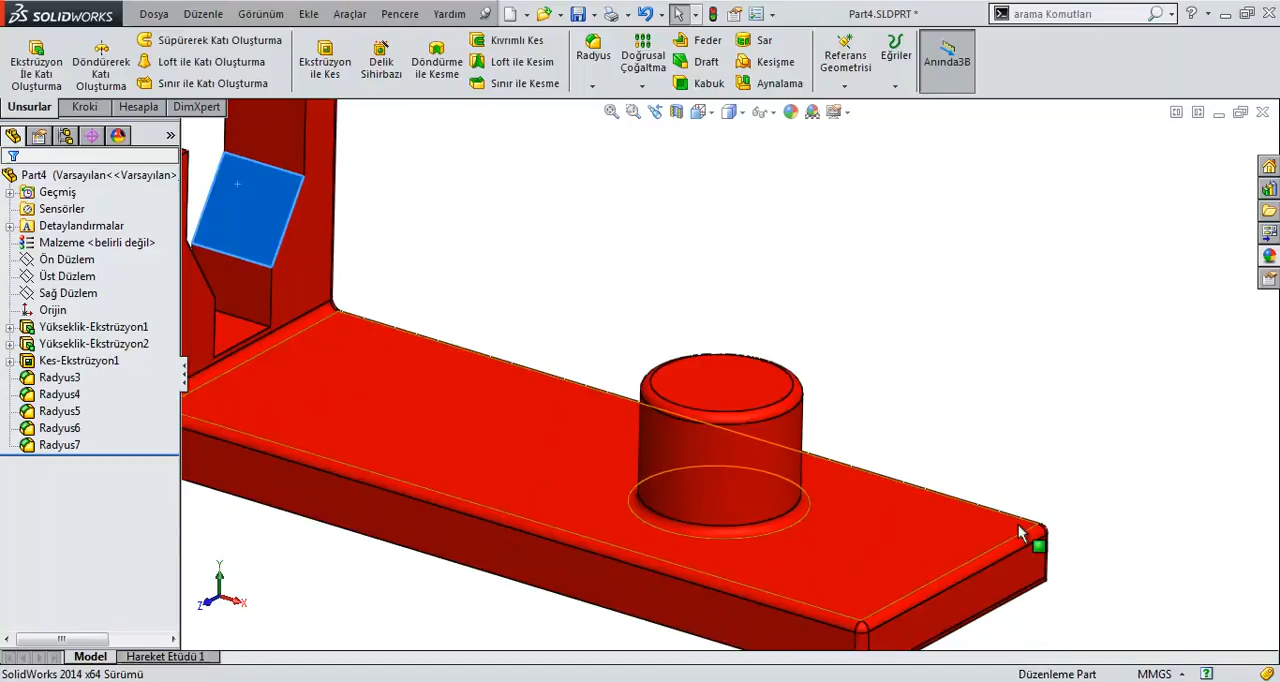 SOLIDWORKS Dosya Düzenle Görünüm Ekle Araçlar Pencere Yardım Part4.SLDPRT * arama Komutları
Ekstrüzyon İle Katı Oluşturma
Döndürerek Katı Oluşturma
Süpürerek Katı Oluşturma
Loft ile Katı Oluşturma
Sınır ile Katı Oluşturma
Ekstrüzyon ile Kes
Delik Sihirbazı
Döndürme ile Kesme
Kıvrımlı Kes
Loft ile Kesim
Sınır ile Kesme
Radyus
Doğrusal Çoğaltma
Feder
Draft
Kabuk
Sar
Kesişme
Aynalama
Referans Geometrisi
Eğriler
Anında3B
Unsurlar Kroki Hesapla DimXpert
Part4 (Varsayılan<<Varsayılan>
Geçmiş
Sensörler
Detaylandırmalar
Malzeme <belirli değil>
Ön Düzlem
Üst Düzlem
Sağ Düzlem
Orijin
Yükseklik-Ekstrüzyon1
Yükseklik-Ekstrüzyon2
Kes-Ekstrüzyon1
Radyus3
Radyus4
Radyus5
Radyus6
Radyus7
Y
Z X
Model Hareket Etüdü 1
SolidWorks 2014 x64 Sürümü Düzenleme Part MMGS